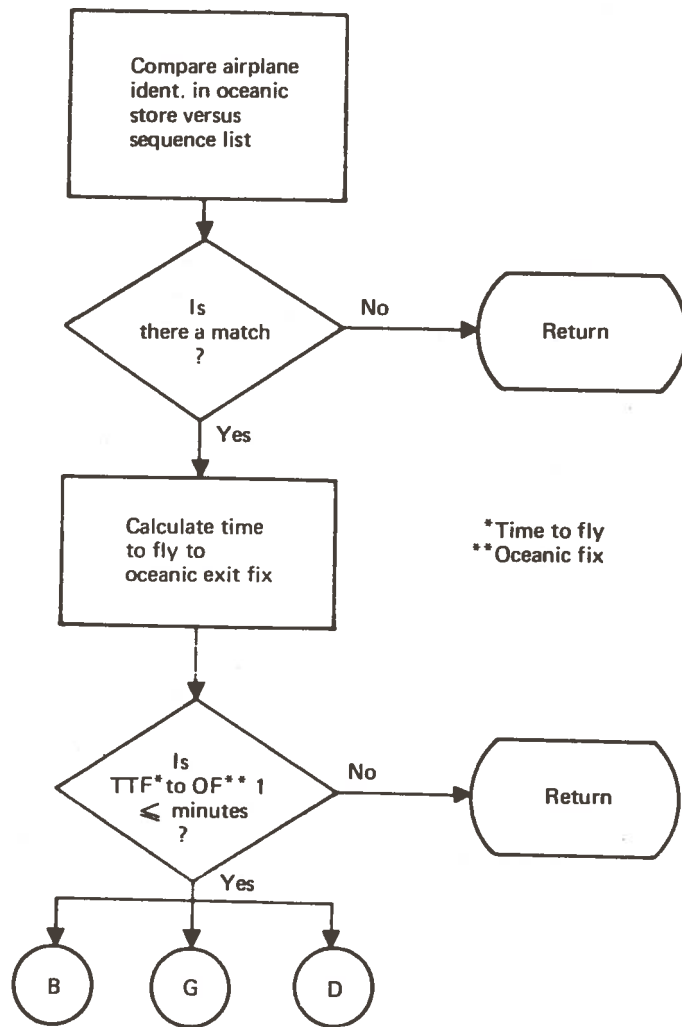 Compare airplane
ident. in oceanic
store versus
sequence list
Is
there a match
?
No
Return
Yes
Calculate time
to fly to
oceanic exit fix
*Time to fly
**Oceanic fix
Is
TTF* to OF** 1
⩽ minutes
?
No
Return
Yes
B
G
D